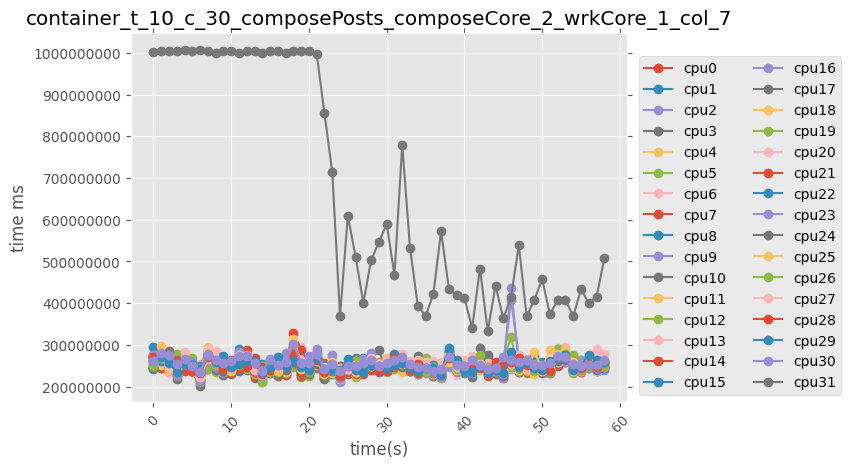 container_t_10_c_30_composePosts_composeCore_2_wrkCore_1_col_7
time ms
1000000000
900000000
800000000
700000000
600000000
500000000
400000000
300000000
200000000
0
10
20
30
40
50
60
time(s)
cpu0
cpu1
cpu2
cpu3
cpu4
cpu5
cpu6
cpu7
cpu8
cpu9
cpu10
cpu11
cpu12
cpu13
cpu14
cpu15
cpu16
cpu17
cpu18
cpu19
cpu20
cpu21
cpu22
cpu23
cpu24
cpu25
cpu26
cpu27
cpu28
cpu29
cpu30
cpu31